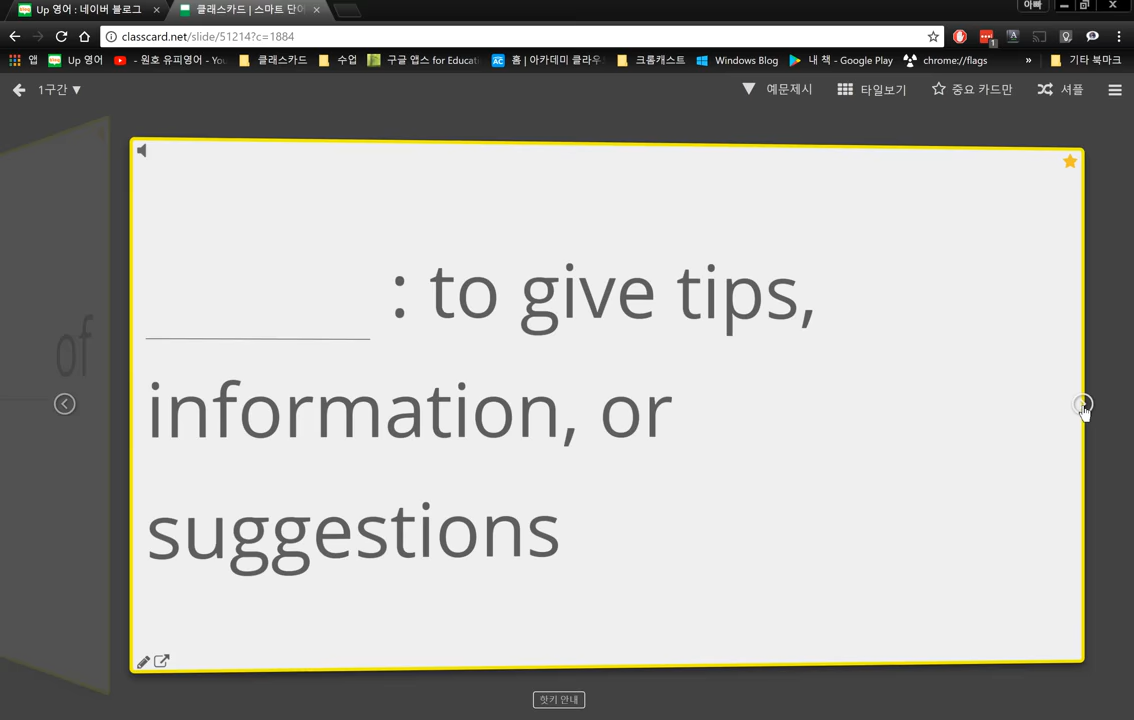 Up 영어 : 네이버 블로그
클래스카드 | 스마트 단어
아빠
classcard.net/slide/51214?c=1884
앱
Up 영어
- 원호 유피영어 - You
클래스카드
수업
구글 앱스 for Educati
홈 | 아카데미 클라우
크롬캐스트
Windows Blog
내 책 - Google Play
chrome://flags
»
기타 북마크
1구간 ▼
예문제시
타일보기
중요 카드만
셔플
of
________ : to give tips,
information, or
suggestions
핫키 안내